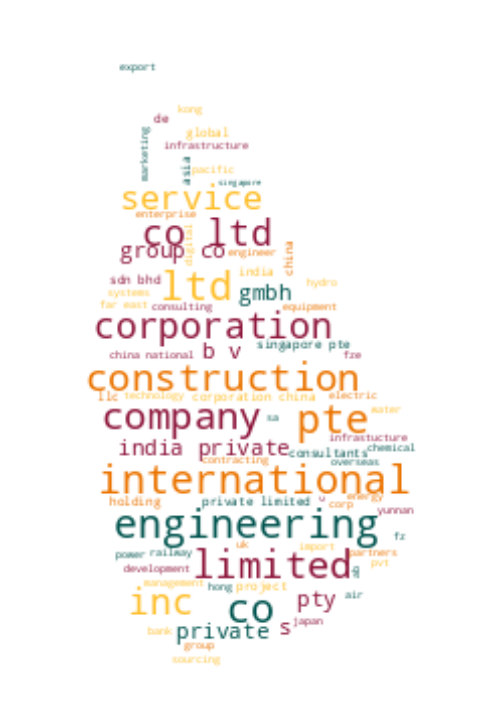 export
kong
de
global
marketing
infrastructure
asia
pacific
singapore
service
enterprise
co ltd
digital
group co
engineer
china
india
sdn bhd
ltd
hydro
systems
gmbh
far east
consulting
equipment
corporation
singapore pte
b v
china national
fze
construction
llc
technology
corporation china
electric
company
pte
water
sa
infrastucture
india private
chemical
consultants
contracting
overseas
international
holding
private limited
energy
corp
yunnan
engineering
fz
uk
import
power
railway
partners
limited
pvt
development
management
hong
project
inc
co
pty
air
japan
bank
private
s
group
sourcing